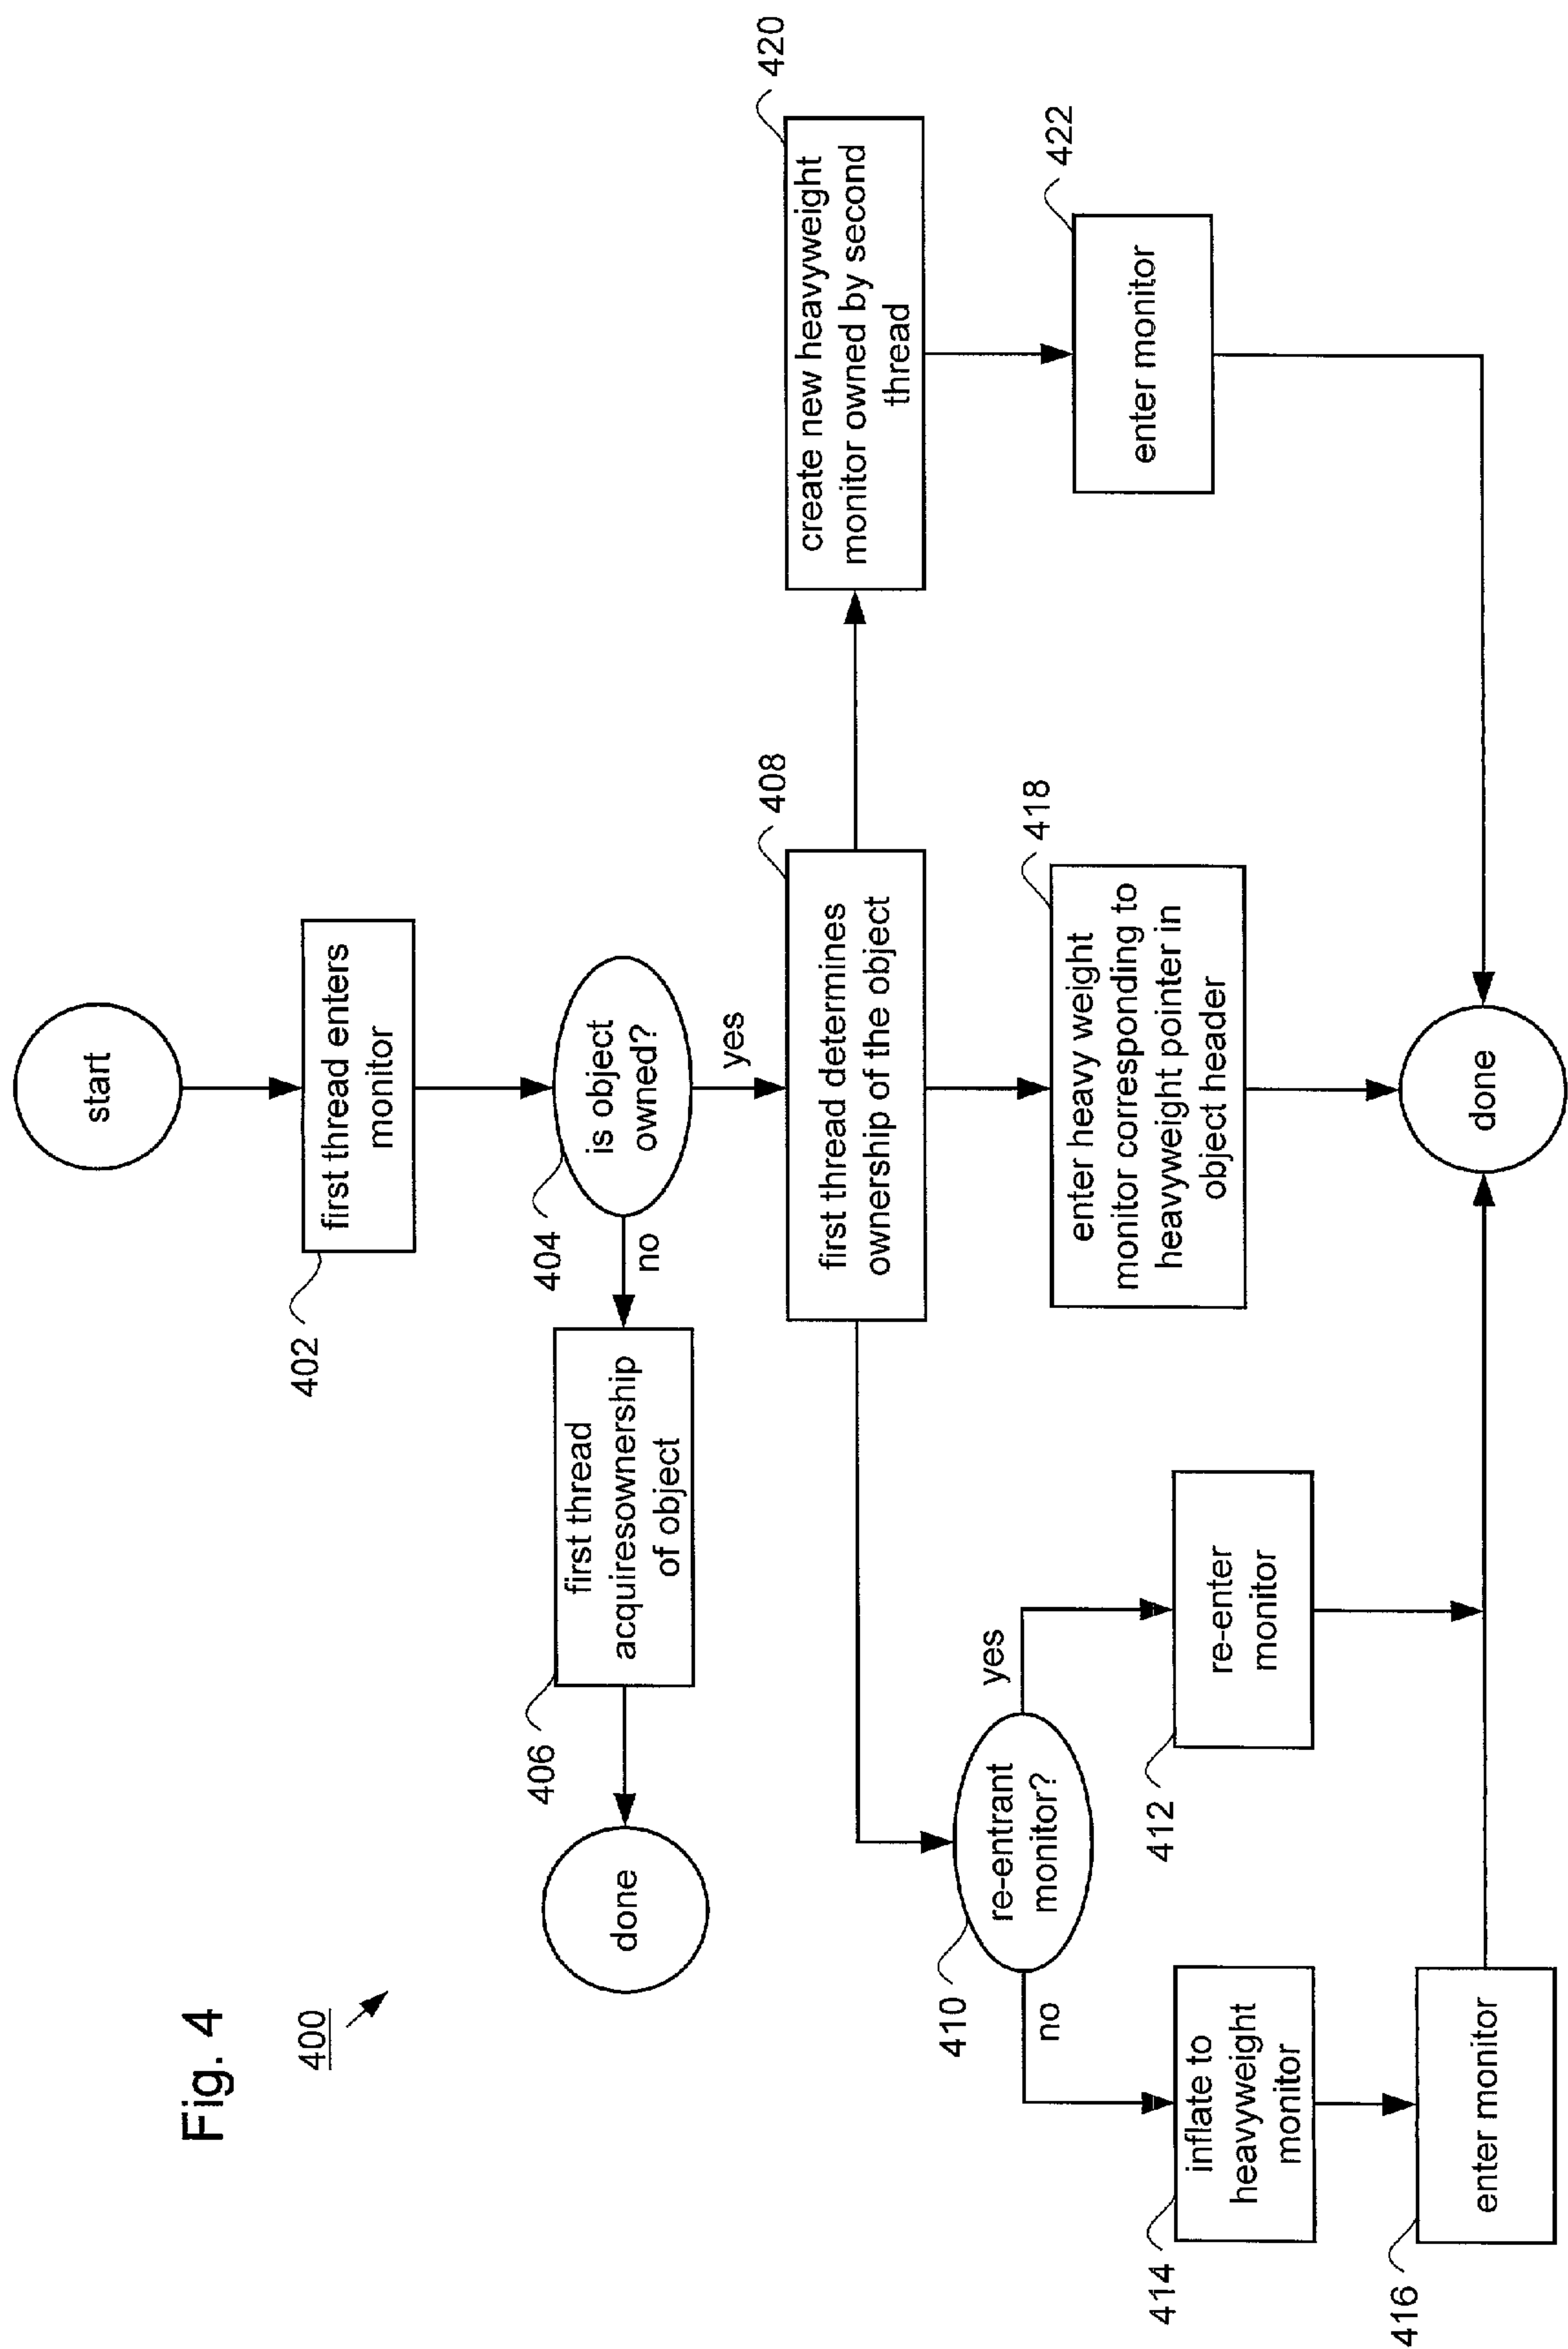 Fig. 4
400
start
402
first thread enters
monitor
404
is object
owned?
no
yes
406
first thread
acquiresownership
of object
done
408
first thread determines
ownership of the object
420
create new heavyweight
monitor owned by second
thread
410
re-entrant
monitor?
yes
no
418
enter heavy weight
monitor corresponding to
heavyweight pointer in
object header
422
enter monitor
414
inflate to
heavyweight
monitor
412
re-enter
monitor
416
enter monitor
done